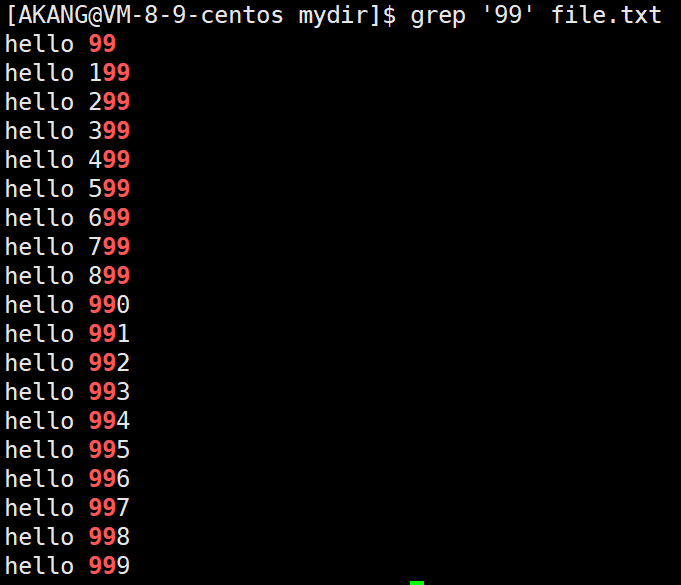 [AKANG@VM-8-9-centos mydir]$ grep '99' file.txt
hello 99
hello 199
hello 299
hello 399
hello 499
hello 599
hello 699
hello 799
hello 899
hello 990
hello 991
hello 992
hello 993
hello 994
hello 995
hello 996
hello 997
hello 998
hello 999